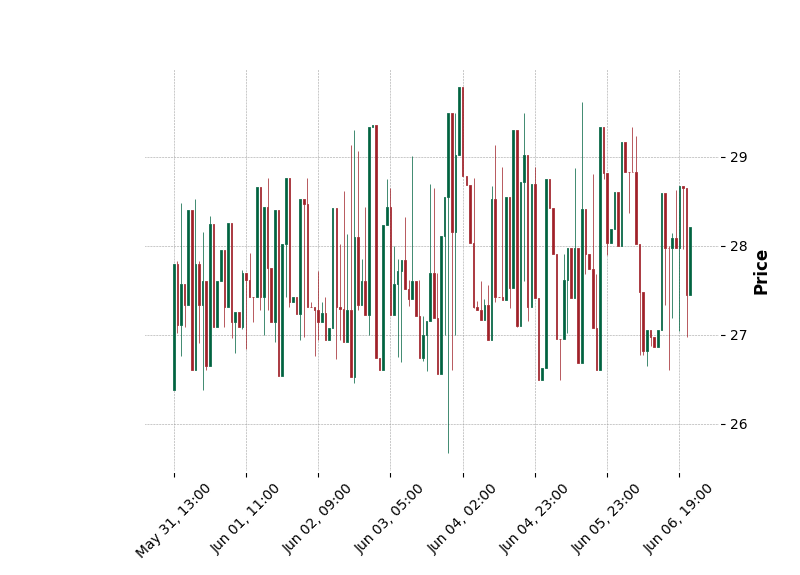 29
28
27
26
Price
May 31, 13:00
Jun 01, 11:00
Jun 02, 09:00
Jun 03, 05:00
Jun 04, 02:00
Jun 04, 23:00
Jun 05, 23:00
Jun 06, 19:00